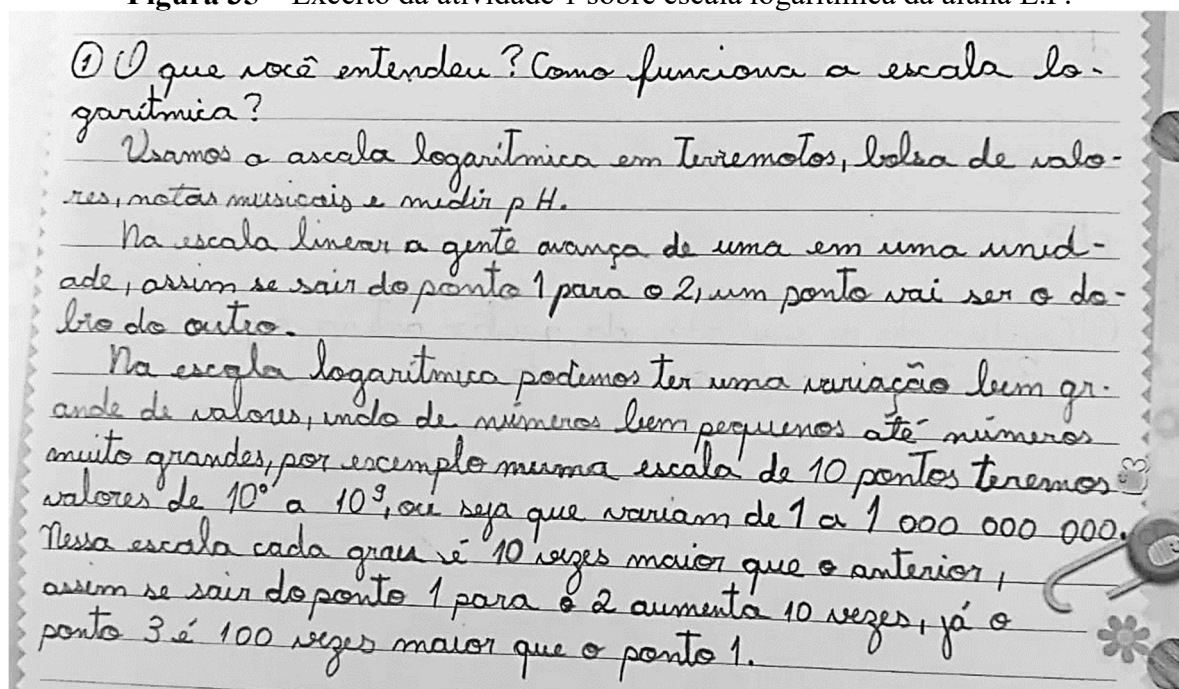 Figura 35 – Excerto da atividade 1 sobre escala logarítmica da aluna E.P.
① O que você entendeu? Como funciona a escala lo-
garítmica?
Usamos a ascala logarítmica em Terremotos, bolsa de valo-
res, notas musicais e medir pH.
Na escala linear a gente avança de uma em uma unid-
ade, assim se sair do ponto 1 para o 2, um ponto vai ser o do-
bro do outro.
Na escala logarítmica podemos ter uma variação bem gr-
ande de valores, indo de números bem pequenos até números
muito grandes, por excemplo numa escala de 10 pontos teremos
valores de 10⁰ a 10⁹, ou seja que variam de 1 a 1 000 000 000.
Nessa escala cada grau é 10 vezes maior que o anterior,
assim se sair do ponto 1 para o 2 aumenta 10 vezes, já o
ponto 3 é 100 vezes maior que o ponto 1.